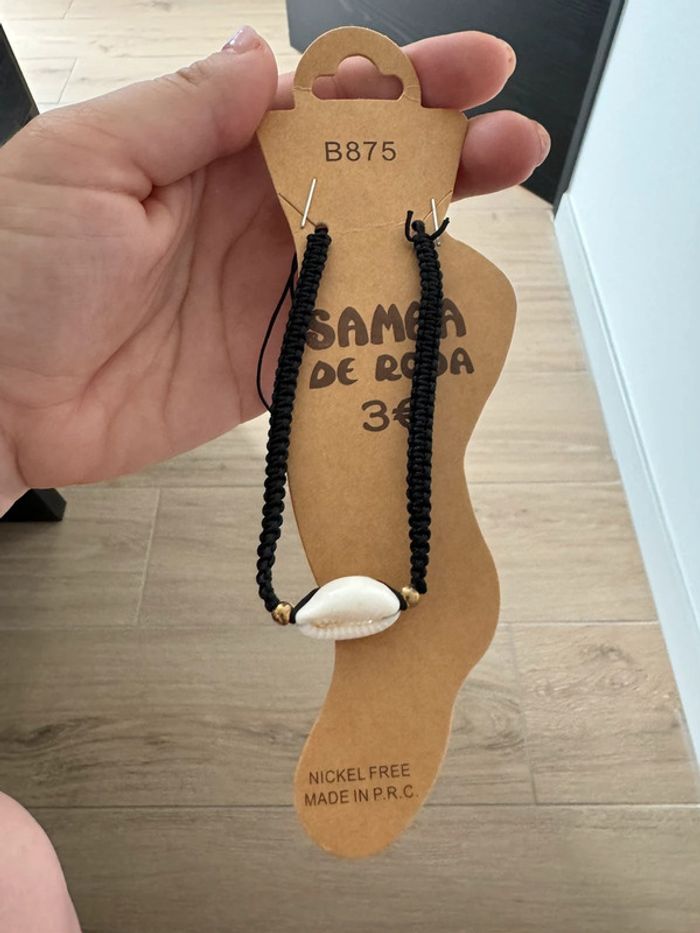 B875
SAMBA
DE RODA
3€
NICKEL FREE
MADE IN P.R.C.